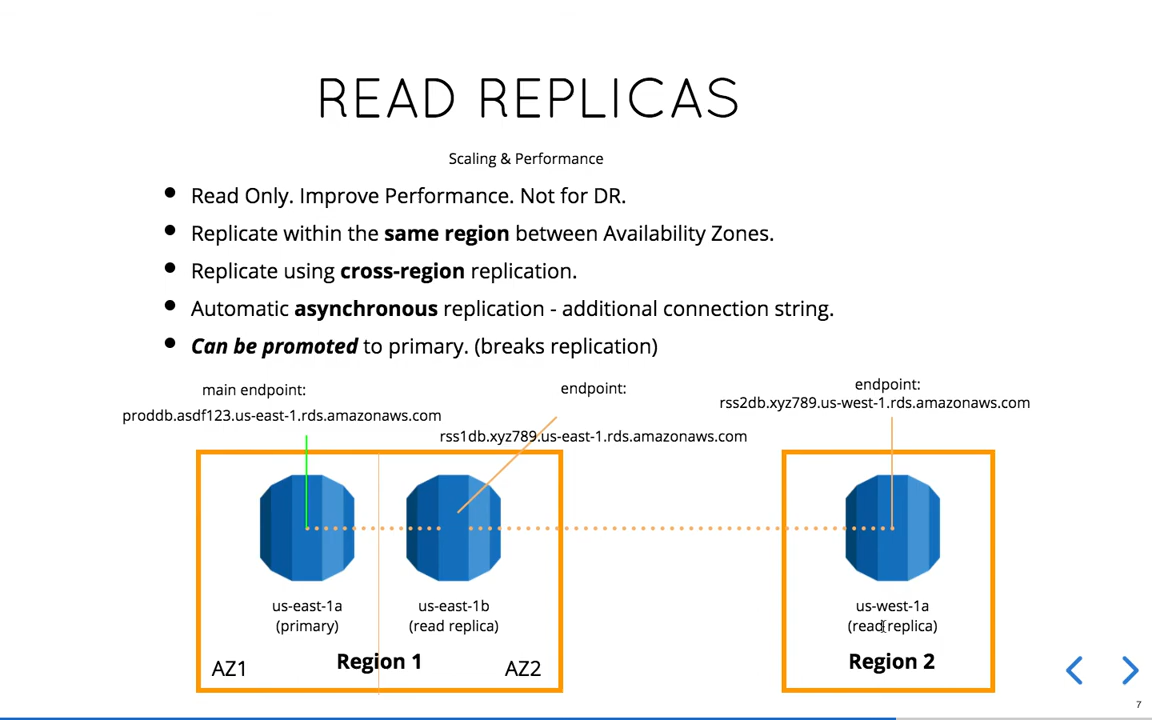 READ REPLICAS
Scaling & Performance
Read Only. Improve Performance. Not for DR.
Replicate within the same region between Availability Zones.
Replicate using cross-region replication.
Automatic asynchronous replication - additional connection string.
Can be promoted to primary. (breaks replication)
main endpoint:
proddb.asdf123.us-east-1.rds.amazonaws.com
endpoint:
rss1db.xyz789.us-east-1.rds.amazonaws.com
endpoint:
rss2db.xyz789.us-west-1.rds.amazonaws.com
us-east-1a
(primary)
us-east-1b
(read replica)
AZ1
Region 1
AZ2
us-west-1a
(read replica)
Region 2
7